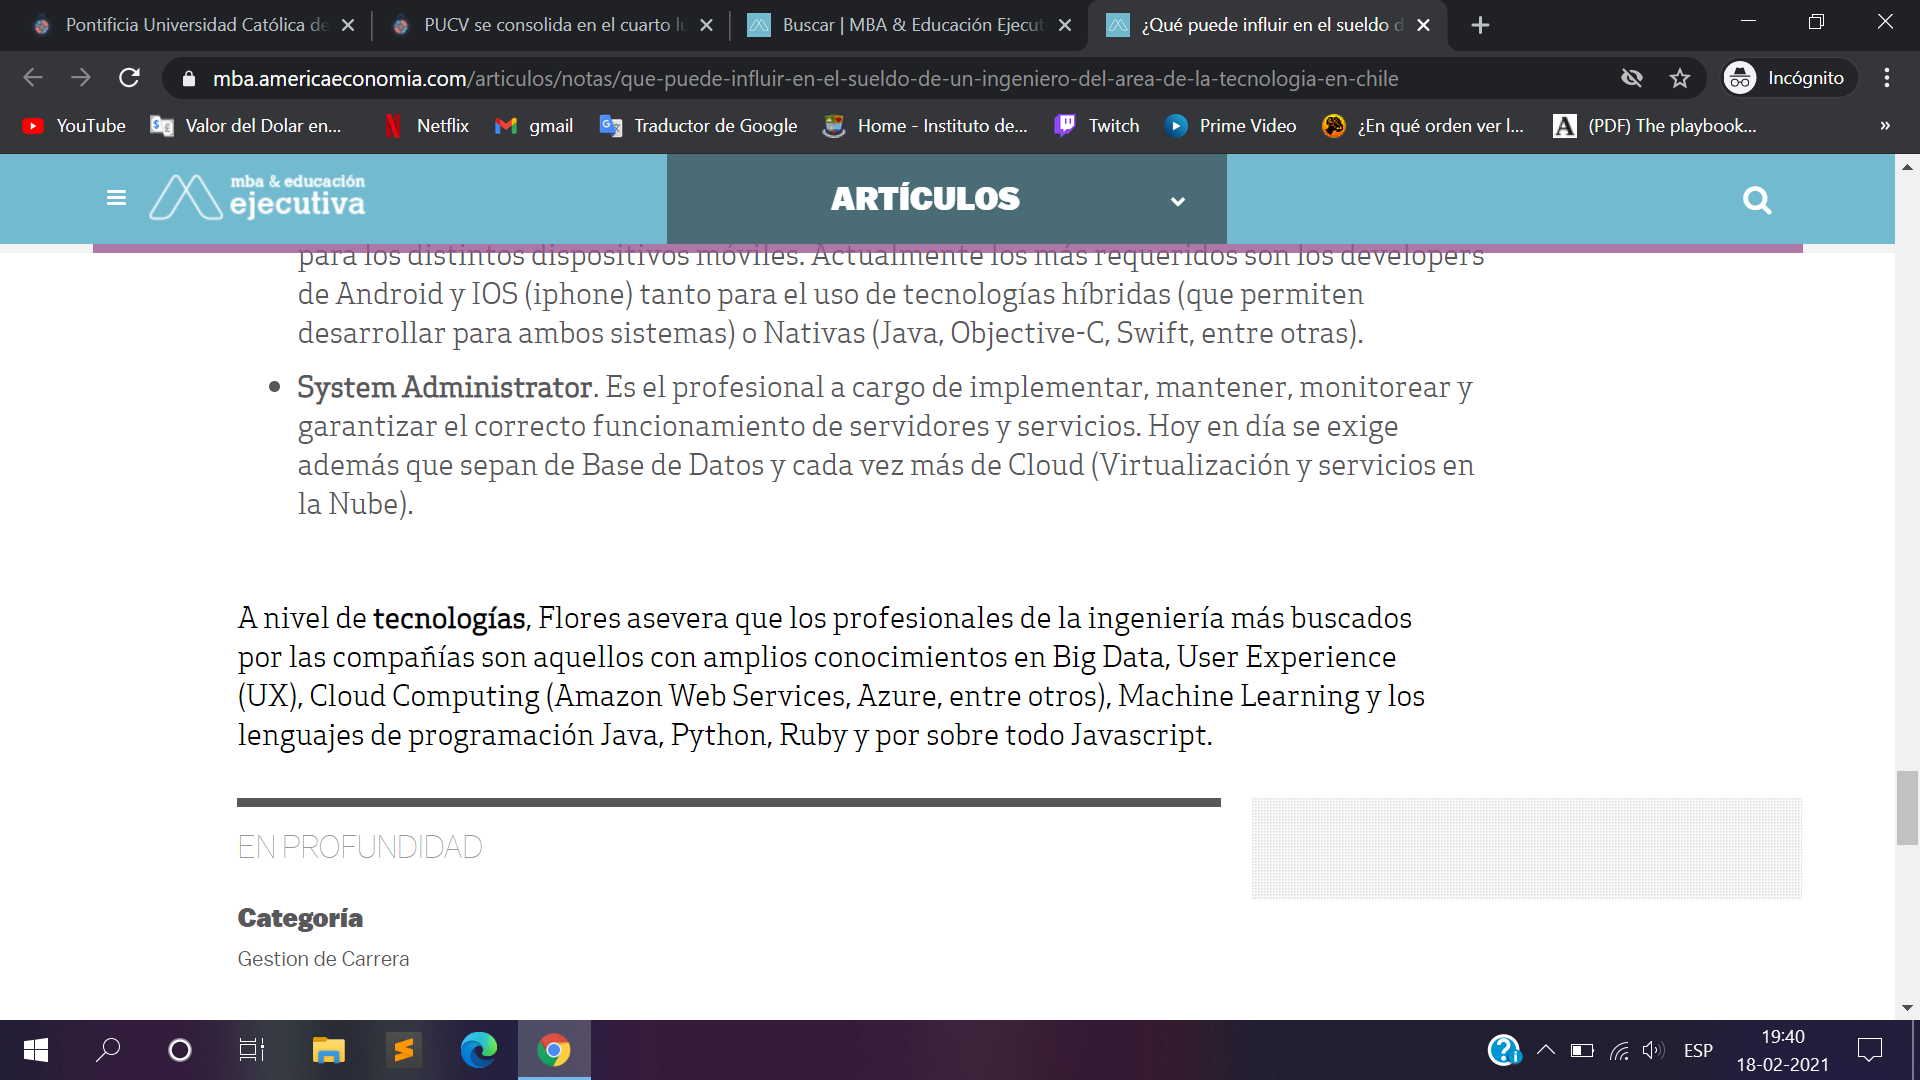 Pontificia Universidad Católica de
PUCV se consolida en el cuarto lu
Buscar | MBA & Educación Ejecut
¿Qué puede influir en el sueldo d
mba.americaeconomia.com/articulos/notas/que-puede-influir-en-el-sueldo-de-un-ingeniero-del-area-de-la-tecnologia-en-chile
Incógnito
YouTube
Valor del Dolar en...
Netflix
gmail
Traductor de Google
Home - Instituto de...
Twitch
Prime Video
¿En qué orden ver l...
(PDF) The playbook...
»
mba & educación
ejecutiva
ARTÍCULOS
para los distintos dispositivos móviles. Actualmente los más requeridos son los developers
de Android y IOS (iphone) tanto para el uso de tecnologías híbridas (que permiten
desarrollar para ambos sistemas) o Nativas (Java, Objective-C, Swift, entre otras).
• System Administrator. Es el profesional a cargo de implementar, mantener, monitorear y
garantizar el correcto funcionamiento de servidores y servicios. Hoy en día se exige
además que sepan de Base de Datos y cada vez más de Cloud (Virtualización y servicios en
la Nube).
A nivel de tecnologías, Flores asevera que los profesionales de la ingeniería más buscados
por las compañías son aquellos con amplios conocimientos en Big Data, User Experience
(UX), Cloud Computing (Amazon Web Services, Azure, entre otros), Machine Learning y los
lenguajes de programación Java, Python, Ruby y por sobre todo Javascript.
EN PROFUNDIDAD
Categoría
Gestion de Carrera
ESP
19:40
18-02-2021